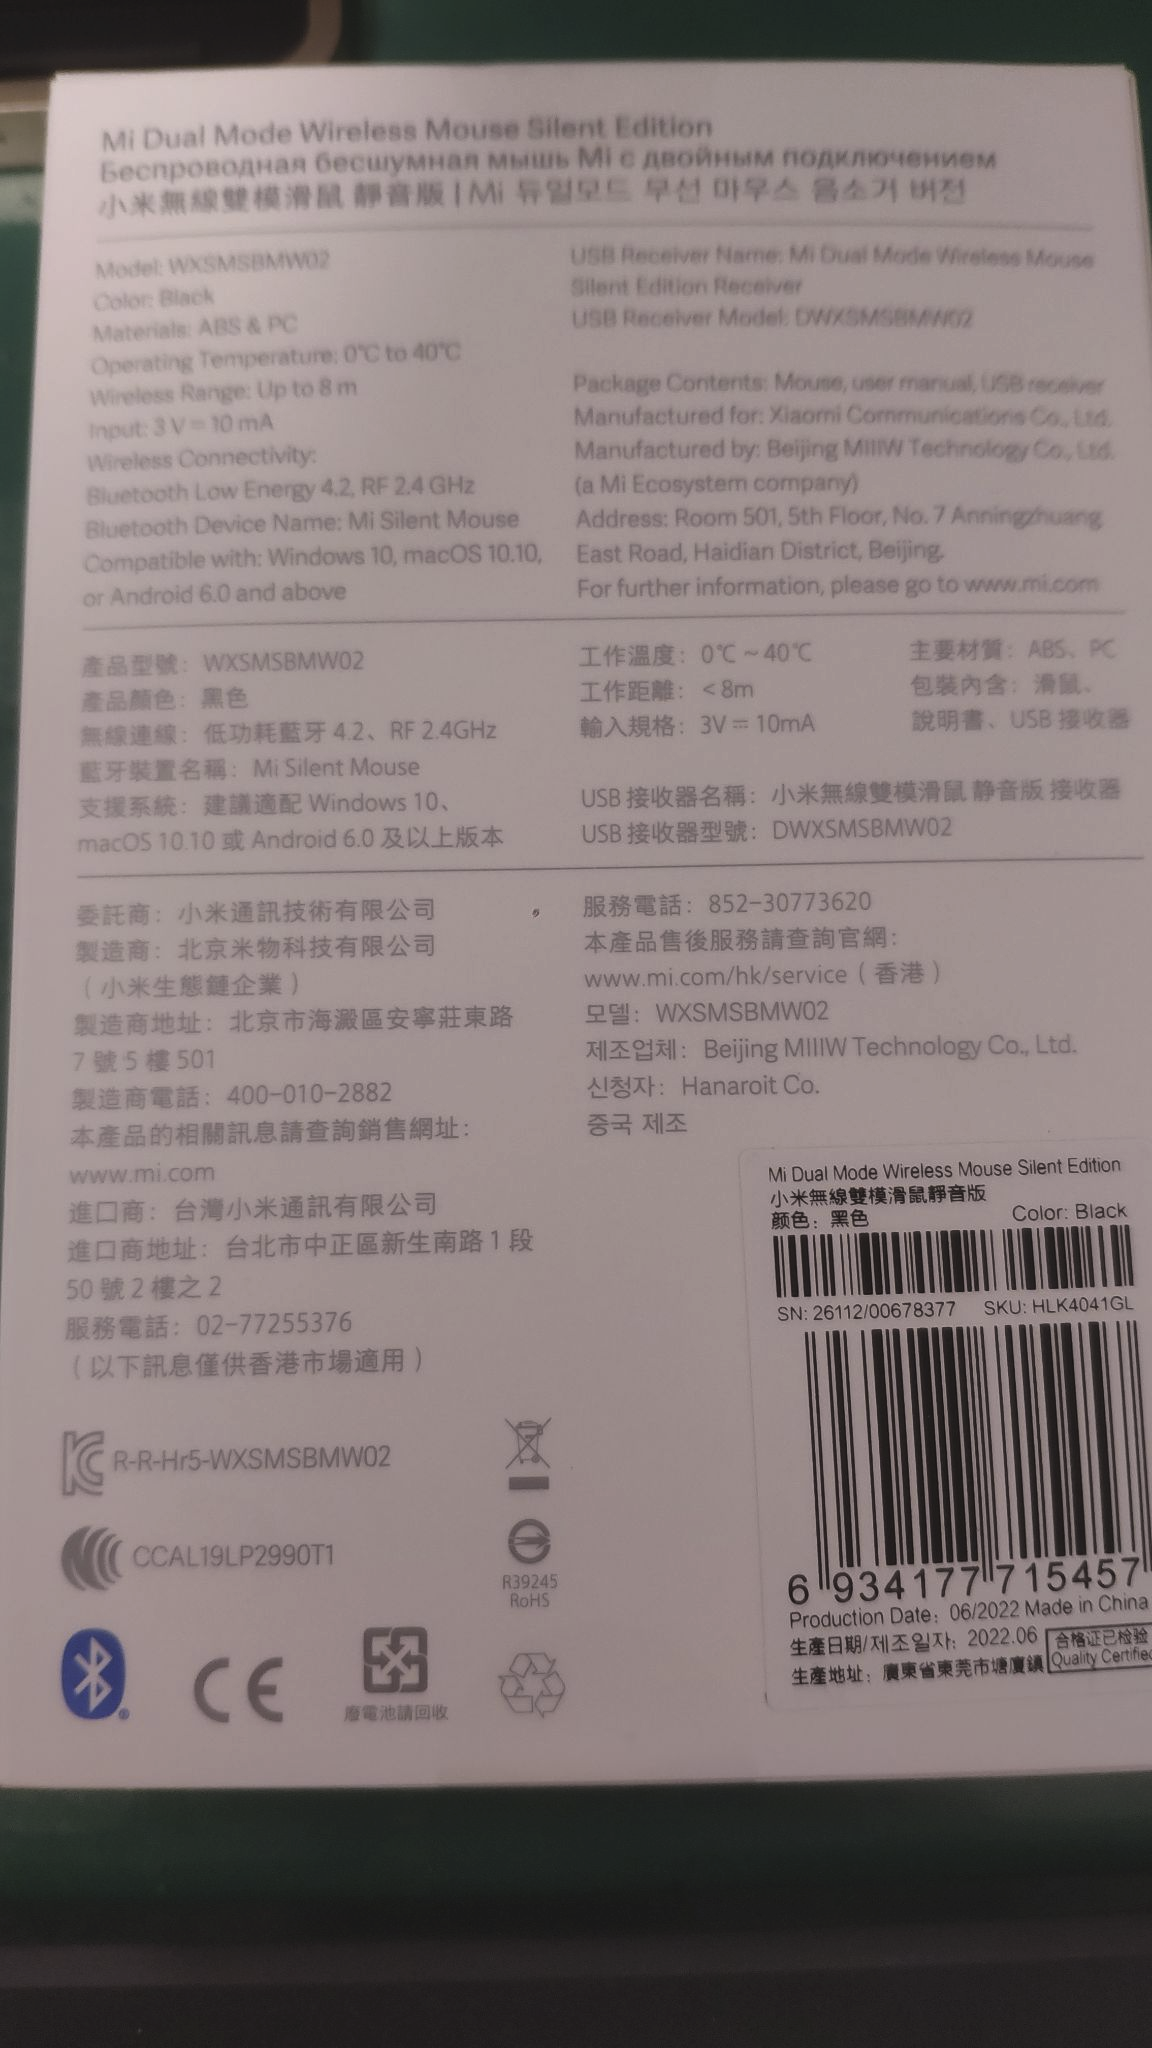 Mi Dual Mode Wireless Mouse Silent Edition
Беспроводная бесшумная мышь Mi с двойным подключением
小米無線雙模滑鼠 靜音版 | Mi 듀얼모드 무선 마우스 음소거 버전
Model: WXSMSBMW02
Color: Black
Materials: ABS & PC
Operating Temperature: 0℃ to 40℃
Wireless Range: Up to 8 m
Input: 3 V⎓10 mA
Wireless Connectivity:
Bluetooth Low Energy 4.2, RF 2.4 GHz
Bluetooth Device Name: Mi Silent Mouse
Compatible with: Windows 10, macOS 10.10,
or Android 6.0 and above
USB Receiver Name: Mi Dual Mode Wireless Mouse
Silent Edition Receiver
USB Receiver Model: DWXSMSBMW02
Package Contents: Mouse, user manual, USB receiver
Manufactured for: Xiaomi Communications Co., Ltd.
Manufactured by: Beijing MIIIW Technology Co., Ltd.
(a Mi Ecosystem company)
Address: Room 501, 5th Floor, No. 7 Anningzhuang
East Road, Haidian District, Beijing.
For further information, please go to www.mi.com
產品型號：WXSMSBMW02
產品顏色：黑色
無線連線：低功耗藍牙 4.2、RF 2.4GHz
藍牙裝置名稱：Mi Silent Mouse
支援系統：建議適配 Windows 10、
macOS 10.10 或 Android 6.0 及以上版本
工作溫度：0℃～40℃
工作距離：< 8m
輸入規格：3V⎓10mA
主要材質：ABS、PC
包裝內含：滑鼠、
說明書、USB 接收器
USB 接收器名稱：小米無線雙模滑鼠 靜音版 接收器
USB 接收器型號：DWXSMSBMW02
委託商：小米通訊技術有限公司
製造商：北京米物科技有限公司
（小米生態鏈企業）
製造商地址：北京市海澱區安寧莊東路
7 號 5 樓 501
製造商電話：400-010-2882
本產品的相關訊息請查詢銷售網址：
www.mi.com
進口商：台灣小米通訊有限公司
進口商地址：台北市中正區新生南路 1 段
50 號 2 樓之 2
服務電話：02-77255376
（以下訊息僅供香港市場適用）
服務電話：852-30773620
本產品售後服務請查詢官網：
www.mi.com/hk/service（香港）
모델：WXSMSBMW02
제조업체：Beijing MIIIW Technology Co., Ltd.
신청자：Hanaroit Co.
중국 제조
R-R-Hr5-WXSMSBMW02
CCAL19LP2990T1
R39245
RoHS
CE
廢電池請回收
Mi Dual Mode Wireless Mouse Silent Edition
小米無線雙模滑鼠靜音版
颜色：黑色 Color: Black
SN: 26112/00678377 SKU: HLK4041GL
6 934177 715457
Production Date：06/2022 Made in China
生產日期/제조일자：2022.06
生產地址：廣東省東莞市塘廈鎮
合格证已检验
Quality Certified